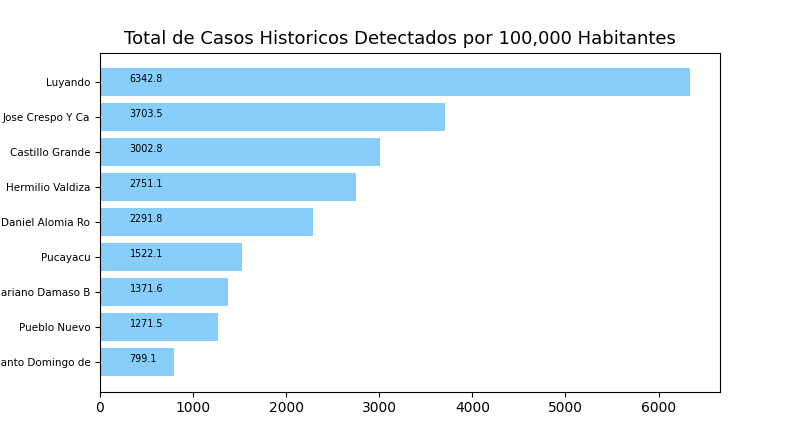 Total de Casos Historicos Detectados por 100,000 Habitantes
Luyando 6342.8
Jose Crespo Y Ca 3703.5
Castillo Grande 3002.8
Hermilio Valdiza 2751.1
Daniel Alomia Ro 2291.8
Pucayacu 1522.1
ariano Damaso B 1371.6
Pueblo Nuevo 1271.5
anto Domingo de 799.1
0 1000 2000 3000 4000 5000 6000